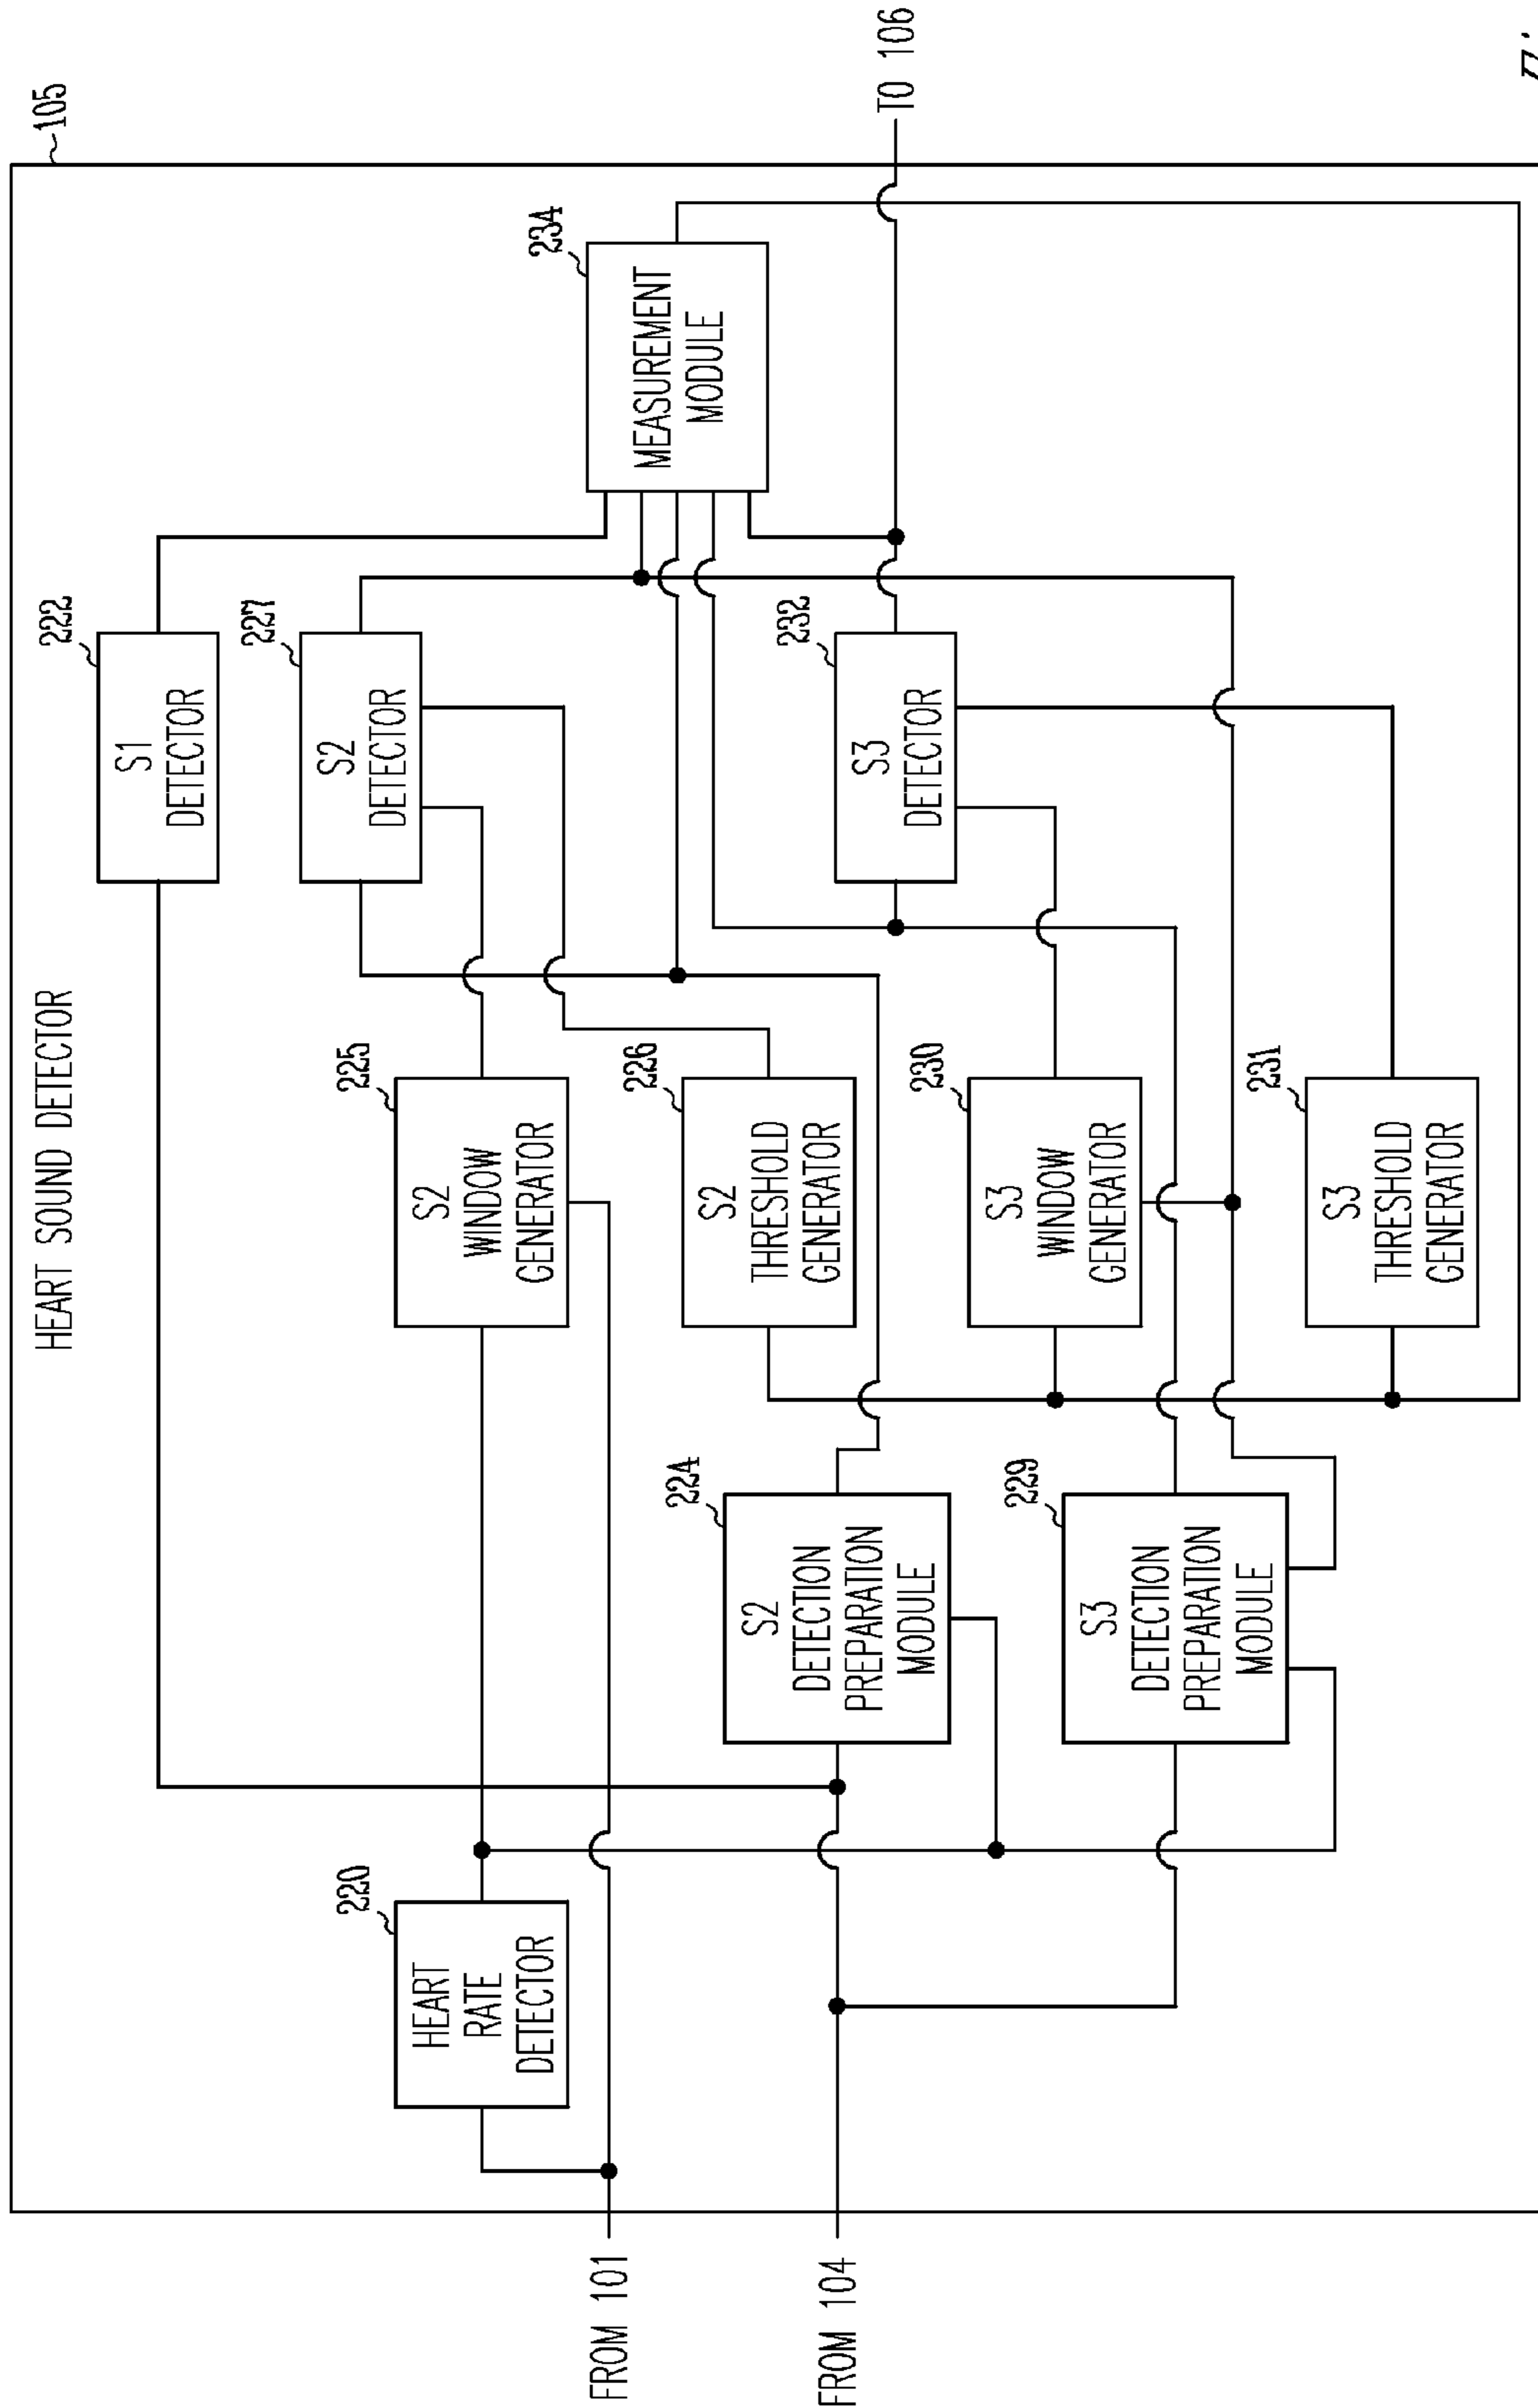 HEART SOUND DETECTOR
105
222
S1
DETECTOR
227
S2
DETECTOR
220
HEART
RATE
DETECTOR
225
S2
WINDOW
GENERATOR
234
MEASUREMENT
MODULE
FROM 101
224
S2
DETECTION
PREPARATION
MODULE
226
S2
THRESHOLD
GENERATOR
232
S3
DETECTOR
FROM 104
TO 106
229
S3
DETECTION
PREPARATION
MODULE
230
S3
WINDOW
GENERATOR
231
S3
THRESHOLD
GENERATOR